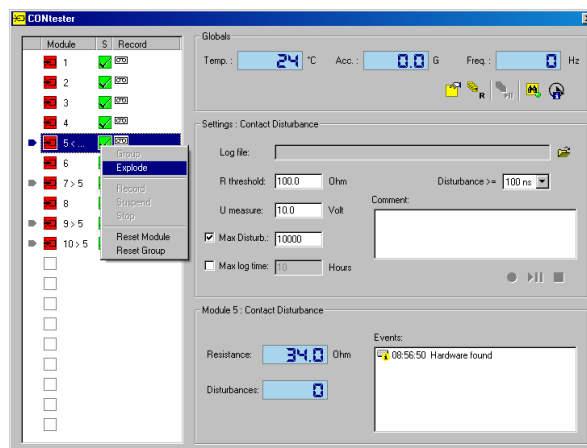 CONtester
Module S Record
1
2
3
4
5 < ...
6
7 > 5
8
9 > 5
10 > 5
Group
Explode
Record
Suspend
Stop
Reset Module
Reset Group
Globals
Temp. : 24 °C Acc. : 0.0 G Freq. : 0 Hz
R
Settings : Contact Disturbance
Log file:
R threshold: 100.0 Ohm Disturbance >= 100 ns
U measure: 10.0 Volt
Comment:
Max Disturb.: 10000
Max log time: 10 Hours
Module 5 : Contact Disturbance
Resistance: 34.0 Ohm
Disturbances: 0
Events:
08:56:50 Hardware found